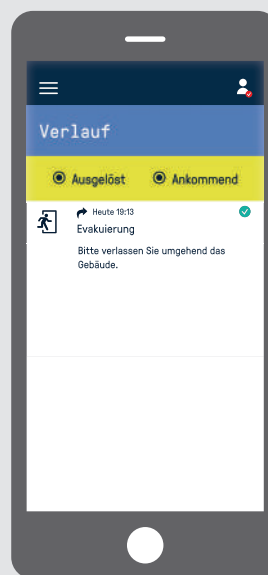 Verlauf
Ausgelöst Ankommend
Heute 19:13
Evakuierung
Bitte verlassen Sie umgehend das
Gebäude.